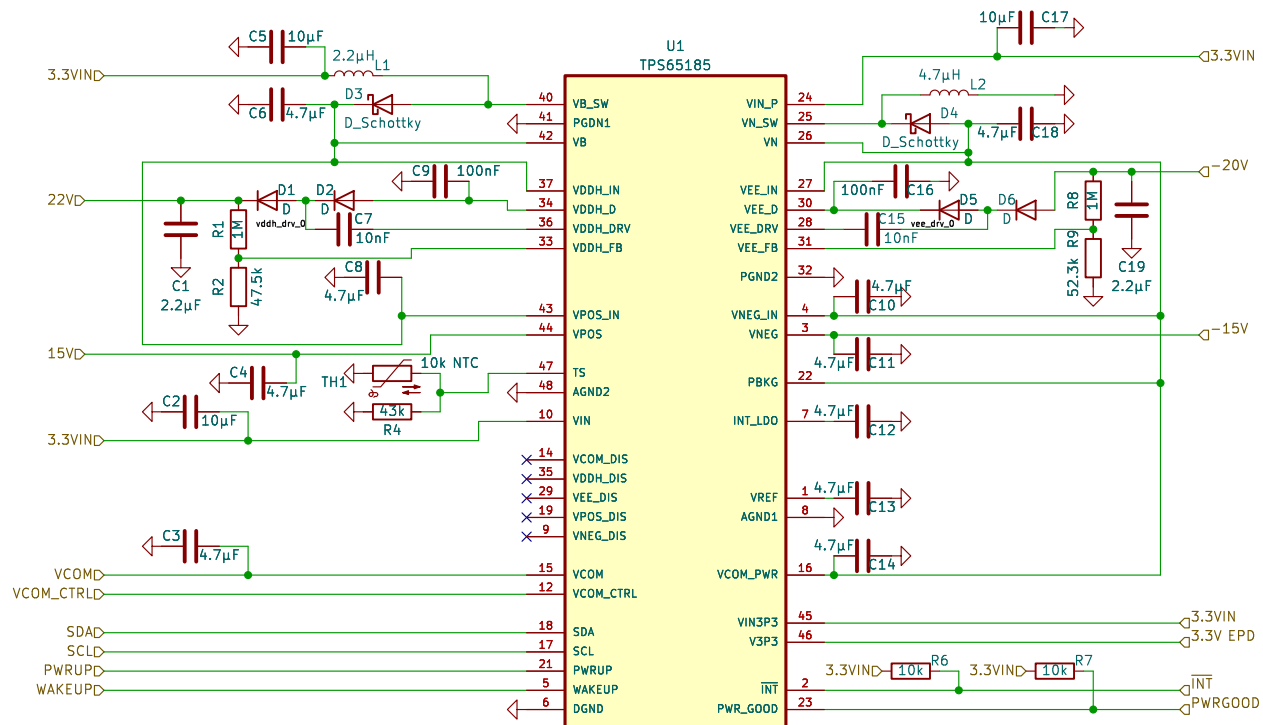 U1
TPS65185
C5
10µF
2.2µH
L1
3.3VIN
C6
4.7µF
D3
D_Schottky
C9
100nF
22V
D1
D
D2
D
vddh_drv_0
C7
10nF
R1
1M
C1
2.2µF
R2
47.5k
C8
4.7µF
15V
C4
4.7µF
TH1
10k NTC
43k
R4
C2
10µF
3.3VIN
C3
4.7µF
VCOM
VCOM_CTRL
SDA
SCL
PWRUP
WAKEUP
40 VB_SW
41 PGDN1
42 VB
37 VDDH_IN
34 VDDH_D
36 VDDH_DRV
33 VDDH_FB
43 VPOS_IN
44 VPOS
47 TS
48 AGND2
10 VIN
14 VCOM_DIS
35 VDDH_DIS
29 VEE_DIS
19 VPOS_DIS
9 VNEG_DIS
15 VCOM
12 VCOM_CTRL
18 SDA
17 SCL
21 PWRUP
5 WAKEUP
6 DGND
VIN_P 24
VN_SW 25
VN 26
VEE_IN 27
VEE_D 30
VEE_DRV 28
VEE_FB 31
PGND2 32
VNEG_IN 4
VNEG 3
PBKG 22
INT_LDO 7
VREF 1
AGND1 8
VCOM_PWR 16
VIN3P3 45
V3P3 46
INT 2
PWR_GOOD 23
10µF
C17
3.3VIN
4.7µH
L2
D4
D_Schottky
4.7µF
C18
-20V
100nF
C16
D5
D
D6
D
vee_drv_0
C15
10nF
R8
1M
R9
52.3k
C19
2.2µF
4.7µF
C10
-15V
4.7µF
C11
4.7µF
C12
4.7µF
C13
4.7µF
C14
3.3VIN
3.3V EPD
3.3VIN
10k
R6
3.3VIN
10k
R7
INT
PWRGOOD